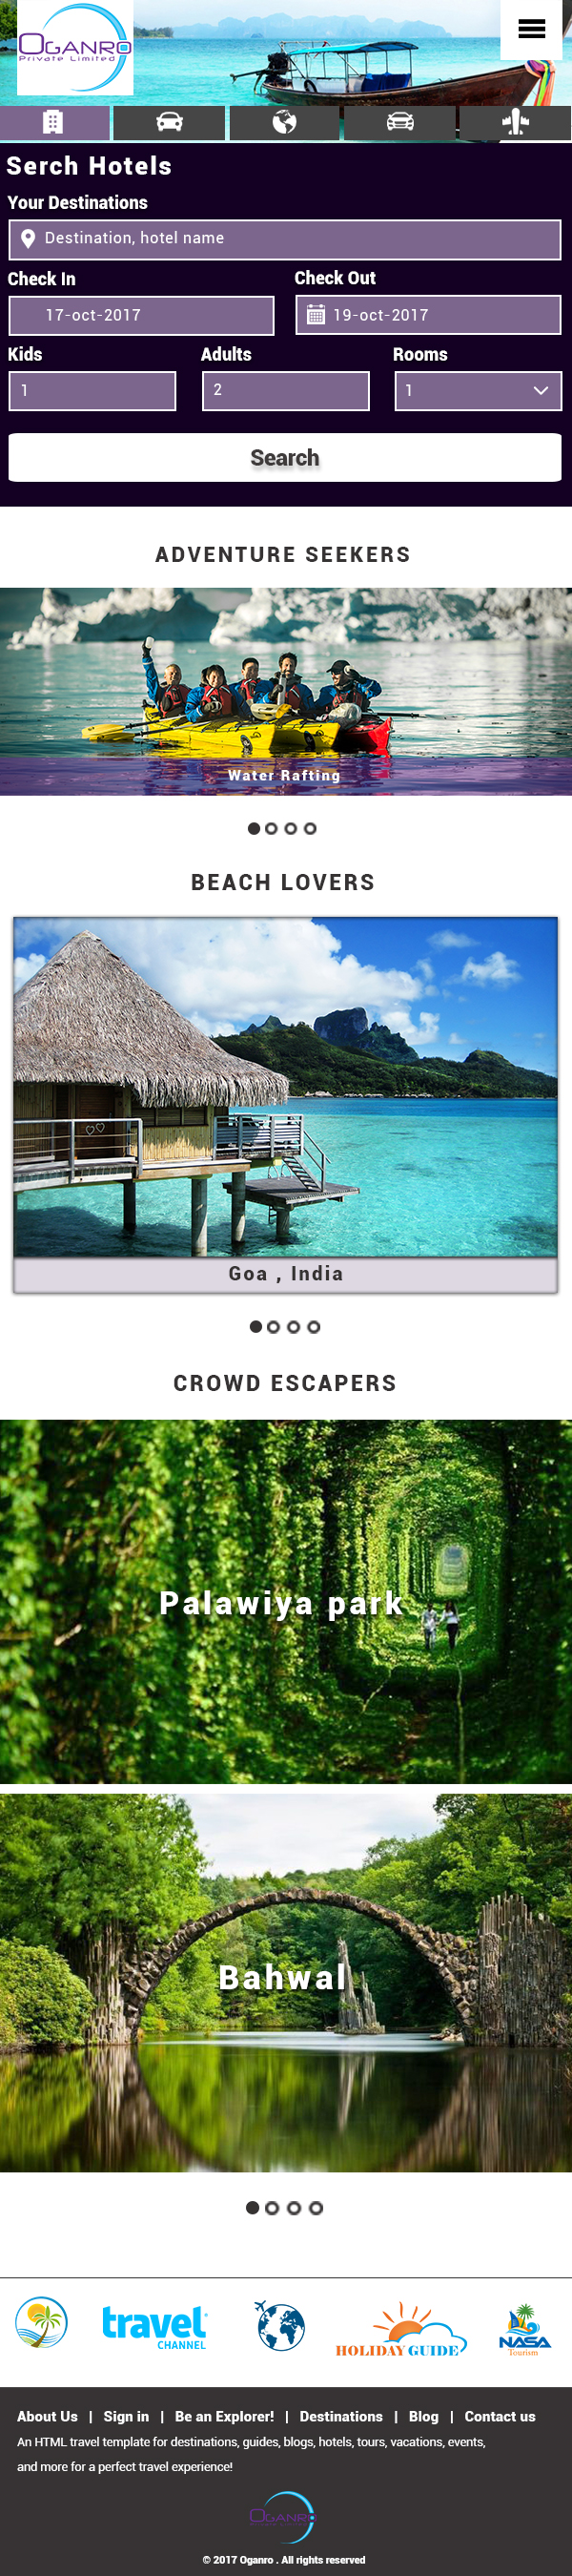 OGANRO
Private Limited
Serch Hotels
Your Destinations
Destination, hotel name
Check In
Check Out
17-oct-2017
19-oct-2017
Kids
Adults
Rooms
1
2
1
Search
ADVENTURE SEEKERS
Water Rafting
BEACH LOVERS
Goa , India
CROWD ESCAPERS
Palawiya park
Bahwal
travel
CHANNEL
HOLIDAY GUIDE
NASA
Tourism
About Us | Sign in | Be an Explorer! | Destinations | Blog | Contact us
An HTML travel template for destinations, guides, blogs, hotels, tours, vacations, events,
and more for a perfect travel experience!
OGANRO
© 2017 Oganro . All rights reserved